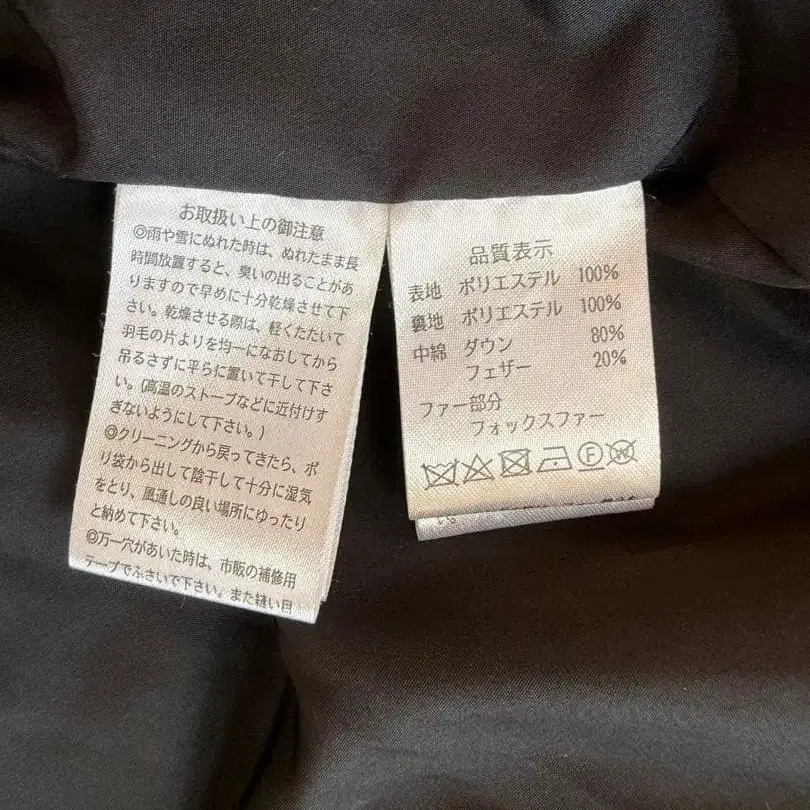 お取扱い上の御注意
◎雨や雪にぬれた時は、ぬれたまま長
時間放置すると、臭いの出ることがあ
りますので早めに十分乾燥させて下
さい。乾燥させる際は、軽くたたいて
羽毛の片よりを均一になおしてから
吊るさずに平らに置いて干して下さ
い。(高温のストーブなどに近付けす
ぎないようにして下さい。)
◎クリーニングから戻ってきたら、ポ
リ袋から出して陰干して十分に湿気
をとり、風通しの良い場所にゆったり
と納めて下さい。
◎万一穴があいた時は、市販の補修用
テープでふさいで下さい。また縫い目
品質表示
表地 ポリエステル 100%
裏地 ポリエステル 100%
中綿 ダウン 80%
フェザー 20%
ファー部分
フォックスファー
F W